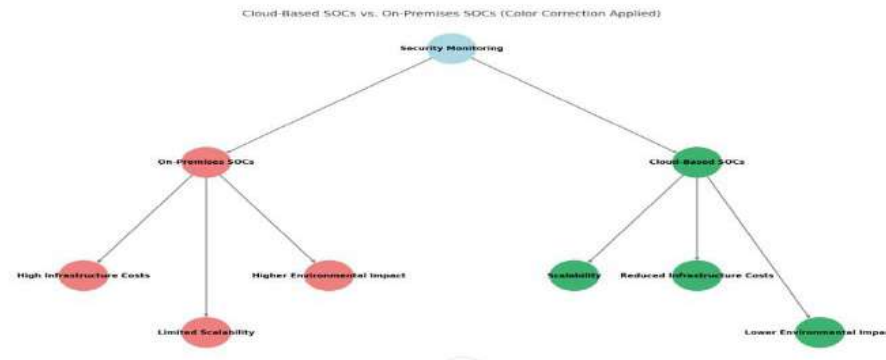 Cloud-Based SOCs vs. On-Premises SOCs (Color Correction Applied)
Security Monitoring
On-Premises SOCs
Cloud-Based SOCs
High Infrastructure Costs
Higher Environmental Impact
Scalability
Reduced Infrastructure Costs
Limited Scalability
Lower Environmental Impa